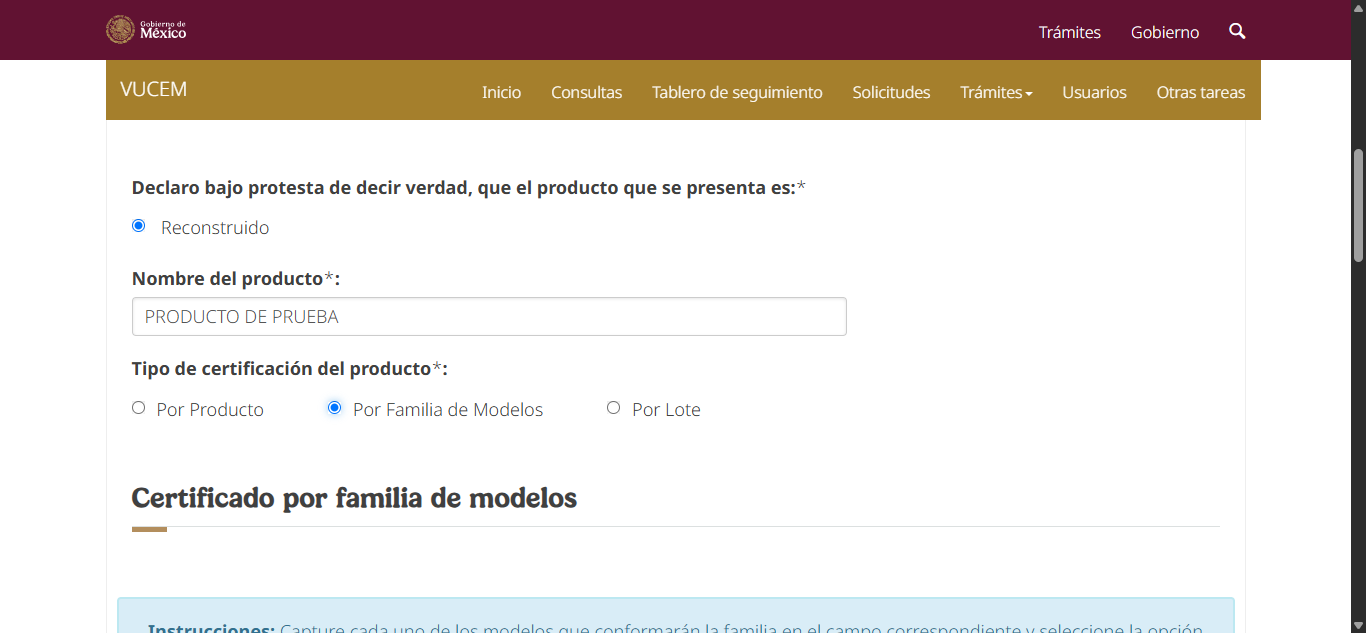 Gobierno de
México
Trámites Gobierno
VUCEM Inicio Consultas Tablero de seguimiento Solicitudes Trámites Usuarios Otras tareas
Declaro bajo protesta de decir verdad, que el producto que se presenta es:*
Reconstruido
Nombre del producto*:
PRODUCTO DE PRUEBA
Tipo de certificación del producto*:
Por Producto Por Familia de Modelos Por Lote
Certificado por familia de modelos
Instrucciones: Capture cada uno de los modelos que conformarán la familia en el campo correspondiente y seleccione la opción